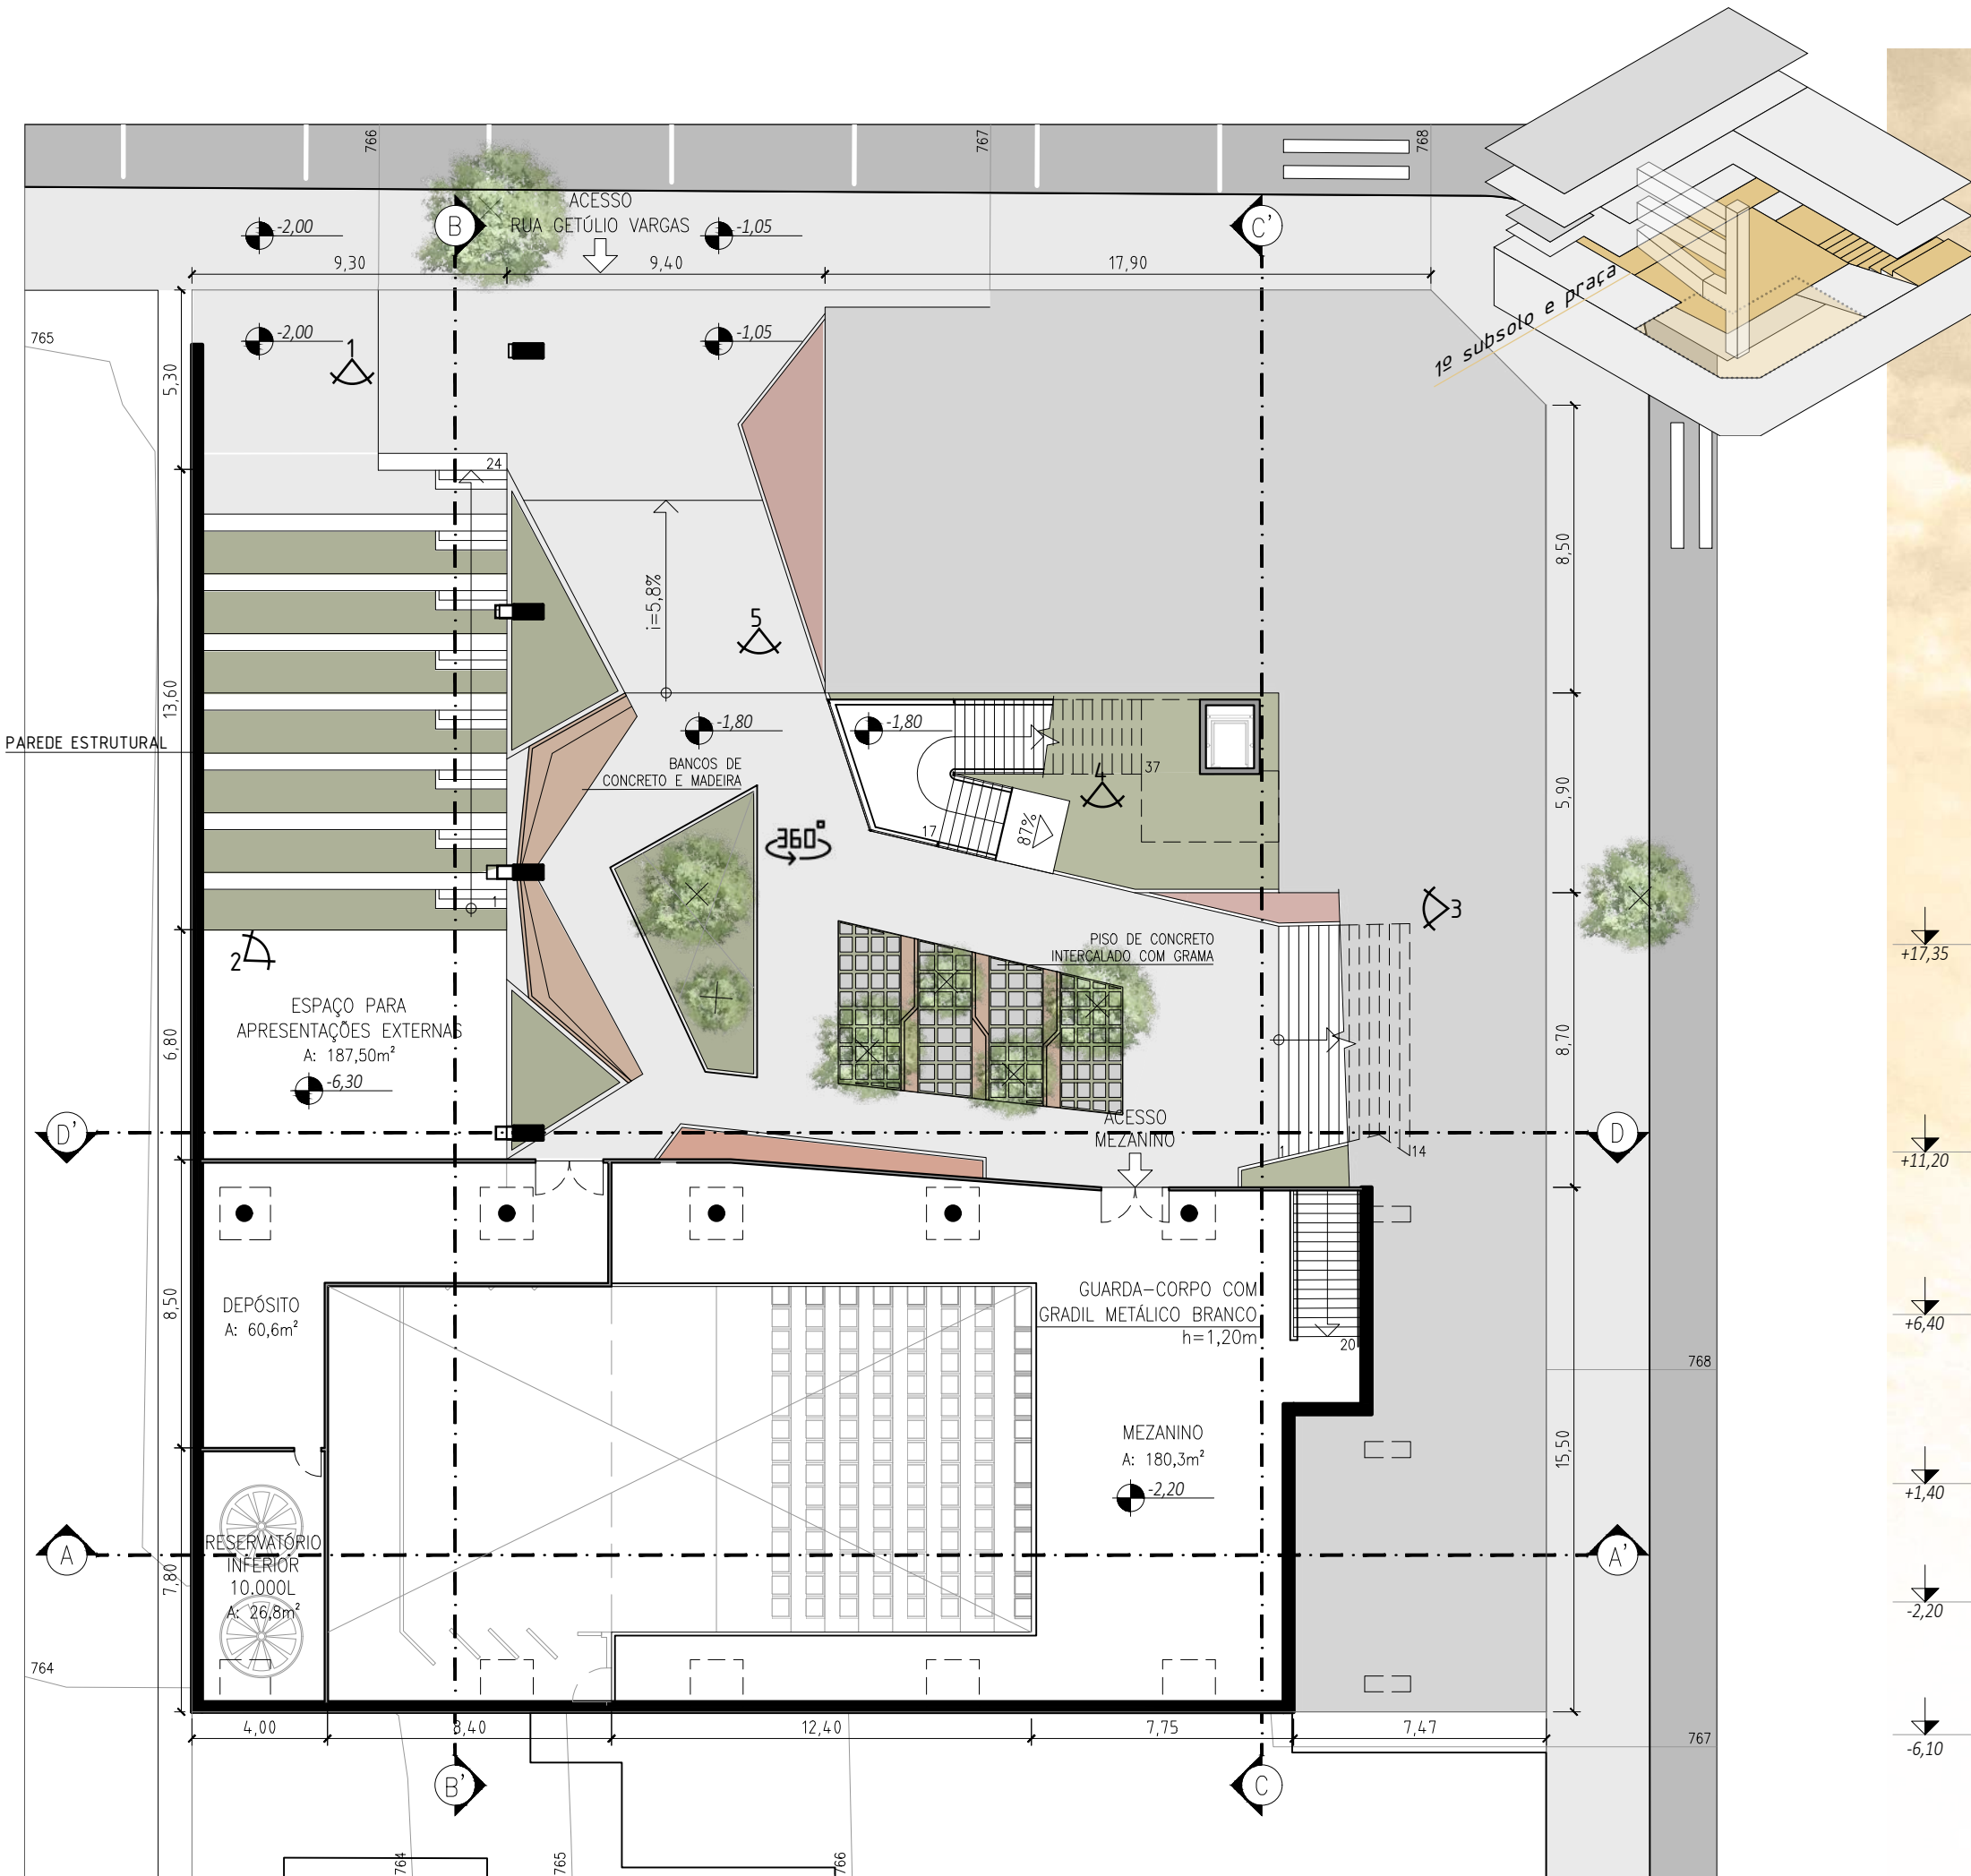 1º subsolo e praça
766
767
768
ACESSO
RUA GETÚLIO VARGAS
B
C'
-2,00
-1,05
9,30
9,40
17,90
-2,00
-1,05
765
1
5,30
24
8,50
i=5,8%
5
13,60
PAREDE ESTRUTURAL
-1,80
-1,80
BANCOS DE
CONCRETO E MADEIRA
37
4
5,90
17
87%
360°
1
3
2
PISO DE CONCRETO
INTERCALADO COM GRAMA
+17,35
ESPAÇO PARA
APRESENTAÇÕES EXTERNAS
A: 187,50m²
-6,30
6,80
8,70
ACESSO
MEZANINO
D'
D
1
14
+11,20
8,50
DEPÓSITO
A: 60,6m²
GUARDA-CORPO COM
GRADIL METÁLICO BRANCO
h=1,20m
20
+6,40
768
MEZANINO
A: 180,3m²
-2,20
15,50
+1,40
RESERVATÓRIO
INFERIOR
10.000L
A: 26,8m²
A
A'
7,80
-2,20
764
4,00
8,40
12,40
7,75
7,47
767
-6,10
B'
C
764
765
766